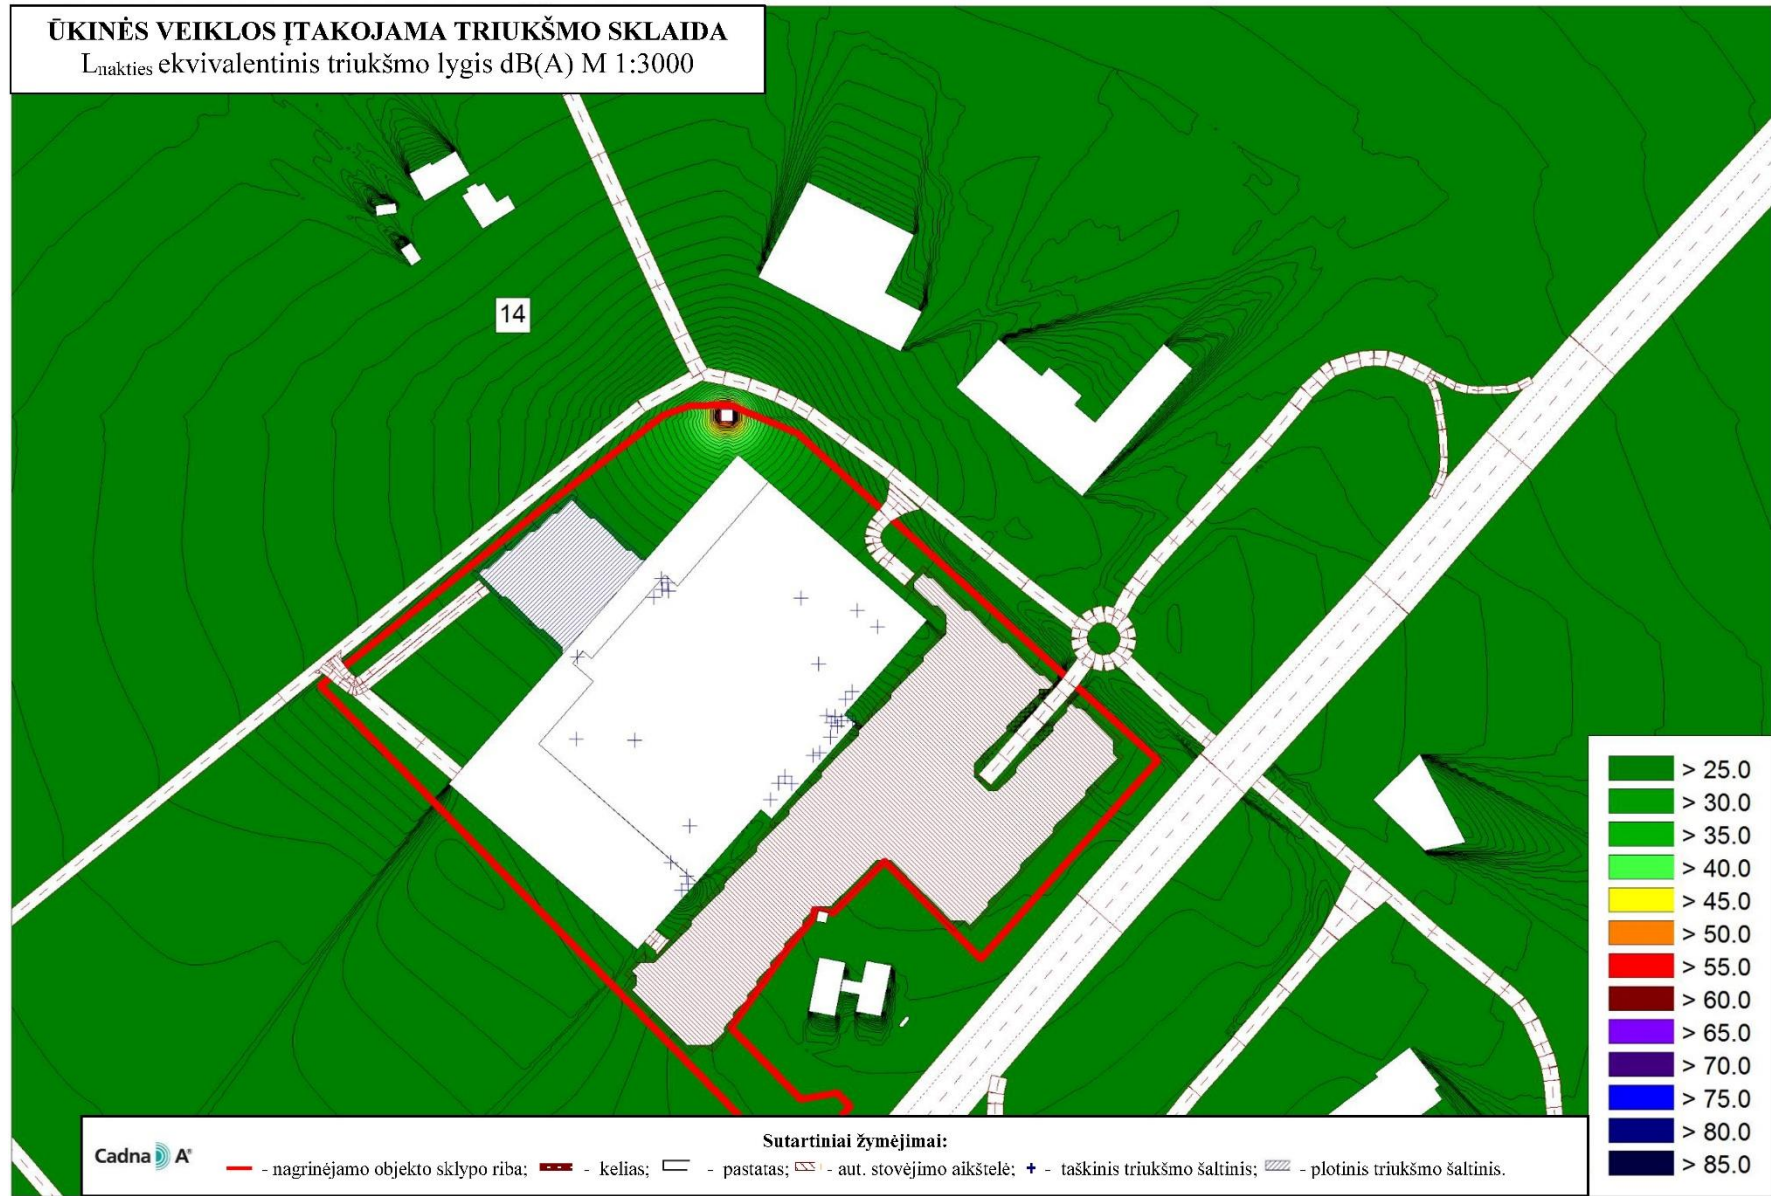 ŪKINĖS VEIKLOS ĮTAKOJAMA TRIUKŠMO SKLAIDA
Lnakties ekvivalentinis triukšmo lygis dB(A) M 1:3000
14
> 25.0
> 30.0
> 35.0
> 40.0
> 45.0
> 50.0
> 55.0
> 60.0
> 65.0
> 70.0
> 75.0
> 80.0
> 85.0
Sutartiniai žymėjimai:
Cadna A®
- nagrinėjamo objekto sklypo riba; - kelias; - pastatas; - aut. stovėjimo aikštelė; - taškinis triukšmo šaltinis; - plotinis triukšmo šaltinis.